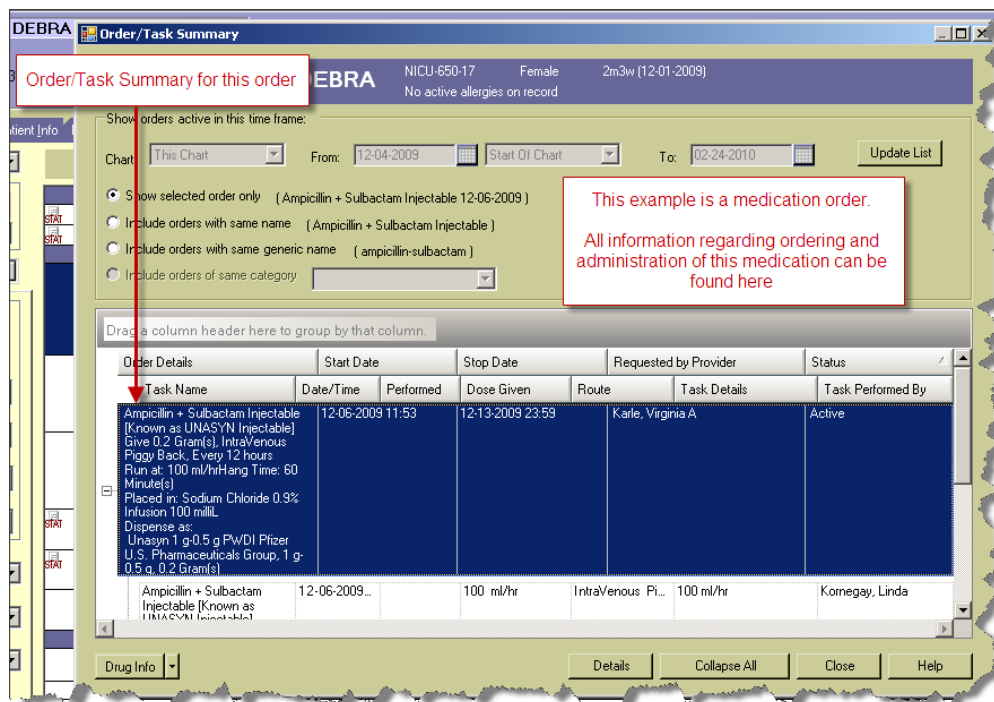 DEBRA
Order/Task Summary
Order/Task Summary for this order
EBRA
NICU-650-17 Female 2m3w (12-01-2009)
No active allergies on record
Show orders active in this time frame:
Chart This Chart From: 12-04-2009 Start Of Chart To: 02-24-2010 Update List
Show selected order only ( Ampicillin + Sulbactam Injectable 12-06-2009 )
Include orders with same name ( Ampicillin + Sulbactam Injectable )
Include orders with same generic name ( ampicillin-sulbactam )
Include orders of same category
This example is a medication order.
All information regarding ordering and
administration of this medication can be
found here
tient Info
STAT
STAT
Drag a column header here to group by that column.
Order Details Start Date Stop Date Requested by Provider Status
Task Name Date/Time Performed Dose Given Route Task Details Task Performed By
Ampicillin + Sulbactam Injectable 12-06-2009 11:53 12-13-2009 23:59 Karle, Virginia A Active
[Known as UNASYN Injectable]
Give 0.2 Gram(s), IntraVenous
Piggy Back, Every 12 hours
Run at: 100 ml/hrHang Time: 60
Minute(s)
Placed in: Sodium Chloride 0.9%
Infusion 100 milliL
Dispense as:
Unasyn 1 g-0.5 g PWDI Pfizer
U.S. Pharmaceuticals Group, 1 g-
0.5 g, 0.2 Gram(s)
STAT
STAT
Ampicillin + Sulbactam 12-06-2009... 100 ml/hr IntraVenous Pi... 100 ml/hr Kornegay, Linda
Injectable [Known as
UNASYN Injectable]
Drug Info Details Collapse All Close Help